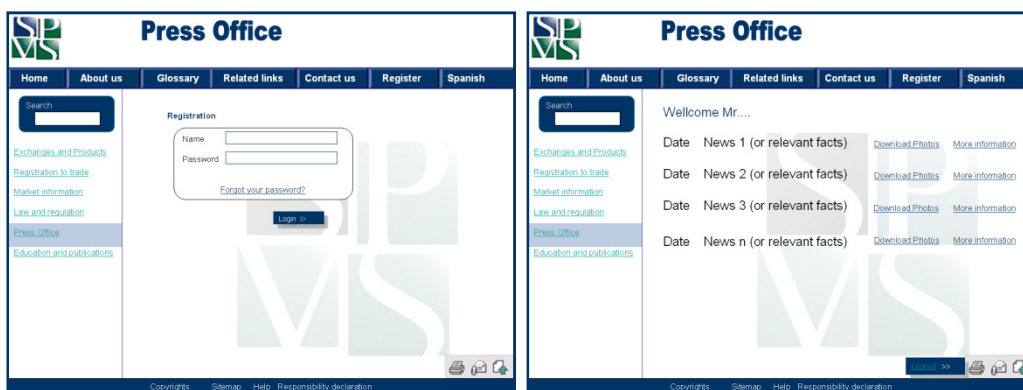 SPVS
Press Office
Home About us Glossary Related links Contact us Register Spanish
Search
Exchanges and Products
Registration to trade
Market information
Law and regulation
Press Office
Education and publications
Registration
Name
Password
Forgot your password?
Login >>
Copyrights Sitemap Help Responsibility declaration
SPVS
Press Office
Home About us Glossary Related links Contact us Register Spanish
Search
Exchanges and Products
Registration to trade
Market information
Law and regulation
Press Office
Education and publications
Wellcome Mr....
Date News 1 (or relevant facts) Download Photos More information
Date News 2 (or relevant facts) Download Photos More information
Date News 3 (or relevant facts) Download Photos More information
Date News n (or relevant facts) Download Photos More information
Logout >>
Copyrights Sitemap Help Responsibility declaration